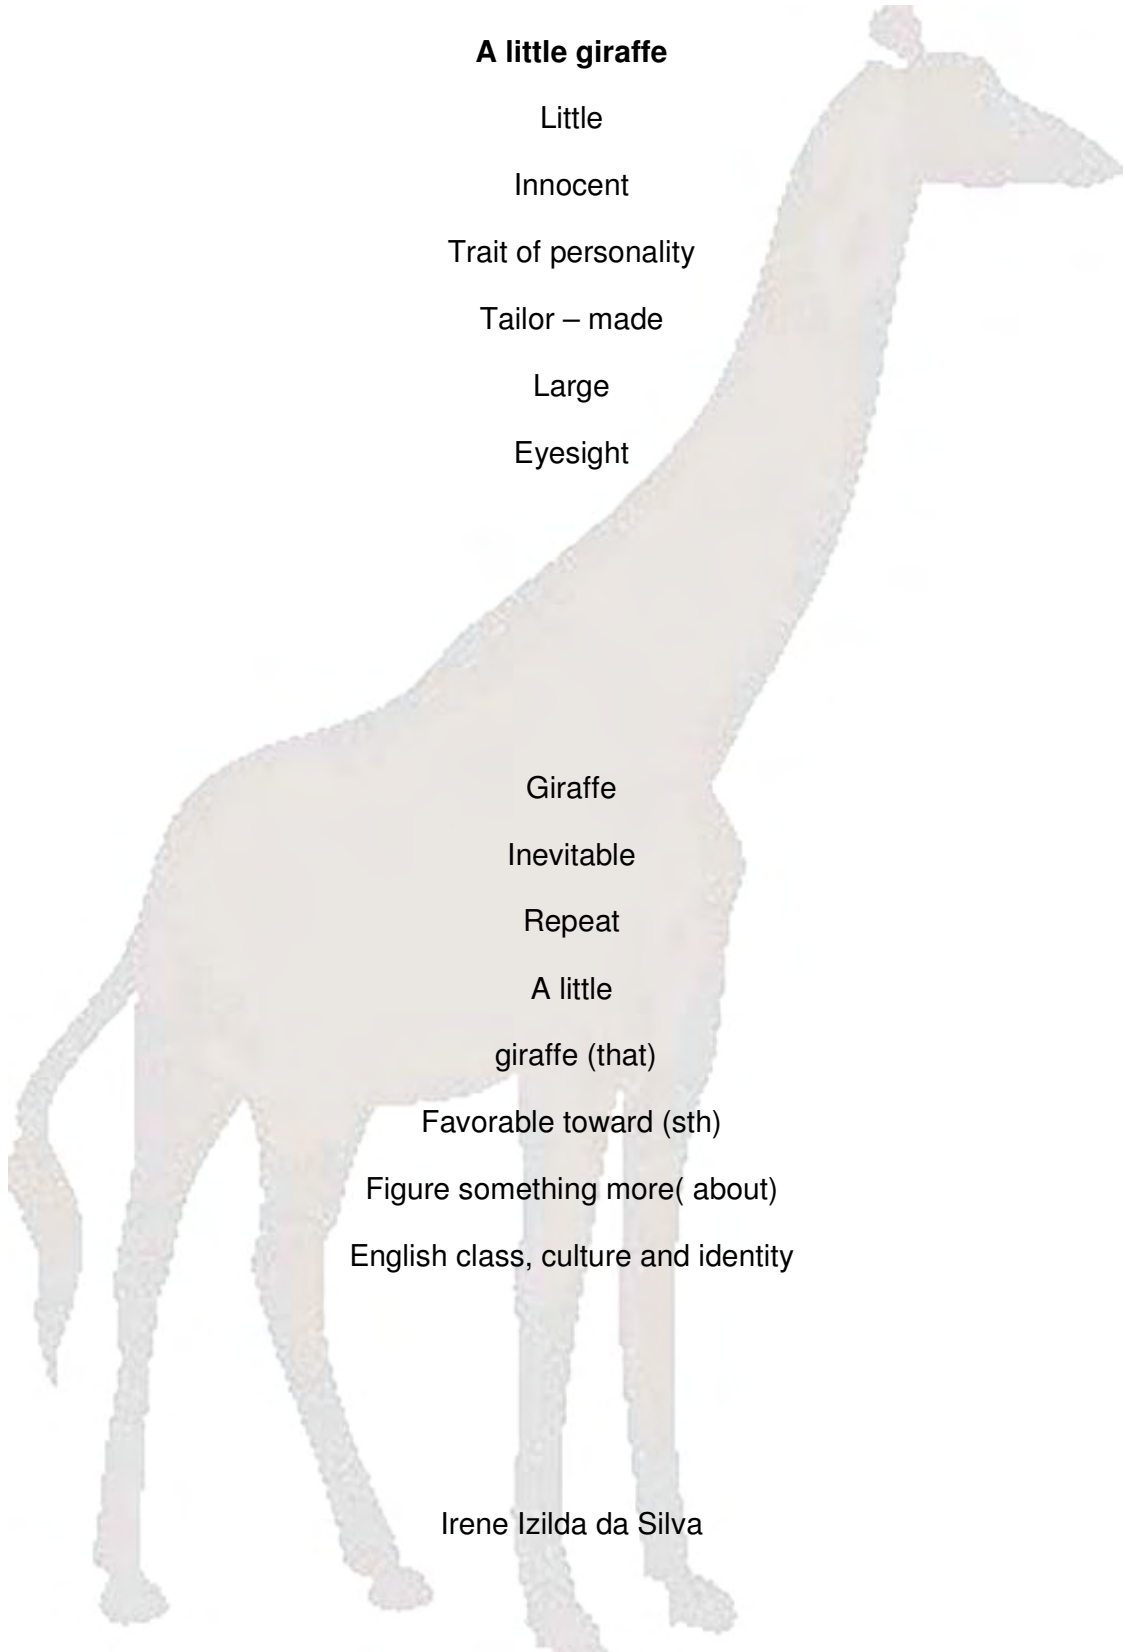 A little giraffe
Little
Innocent
Trait of personality
Tailor – made
Large
Eyesight
Giraffe
Inevitable
Repeat
A little
giraffe (that)
Favorable toward (sth)
Figure something more( about)
English class, culture and identity
Irene Izilda da Silva